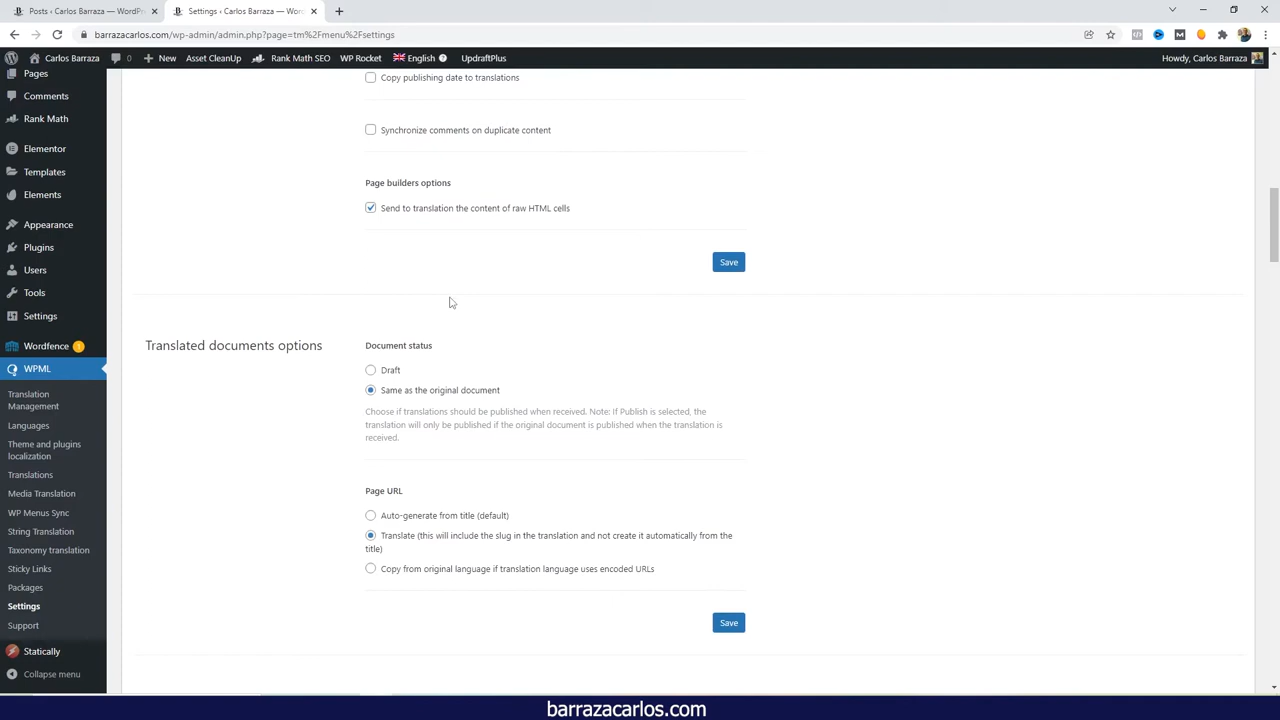 Posts ‹ Carlos Barraza — WordPr
Settings ‹ Carlos Barraza — Wor
barrazacarlos.com/wp-admin/admin.php?page=tm%2Fmenu%2Fsettings
Carlos Barraza
0
New
Asset CleanUp
Rank Math SEO
WP Rocket
English
UpdraftPlus
Howdy, Carlos Barraza
Pages
Comments
Rank Math
Elementor
Templates
Elements
Appearance
Plugins
Users
Tools
Settings
Wordfence 1
WPML
Translation
Management
Languages
Theme and plugins
localization
Translations
Media Translation
WP Menus Sync
String Translation
Taxonomy translation
Sticky Links
Packages
Settings
Support
Statically
Collapse menu
Copy publishing date to translations
Synchronize comments on duplicate content
Page builders options
Send to translation the content of raw HTML cells
Save
Translated documents options
Document status
Draft
Same as the original document
Choose if translations should be published when received. Note: If Publish is selected, the
translation will only be published if the original document is published when the translation is
received.
Page URL
Auto-generate from title (default)
Translate (this will include the slug in the translation and not create it automatically from the
title)
Copy from original language if translation language uses encoded URLs
Save
barrazacarlos.com